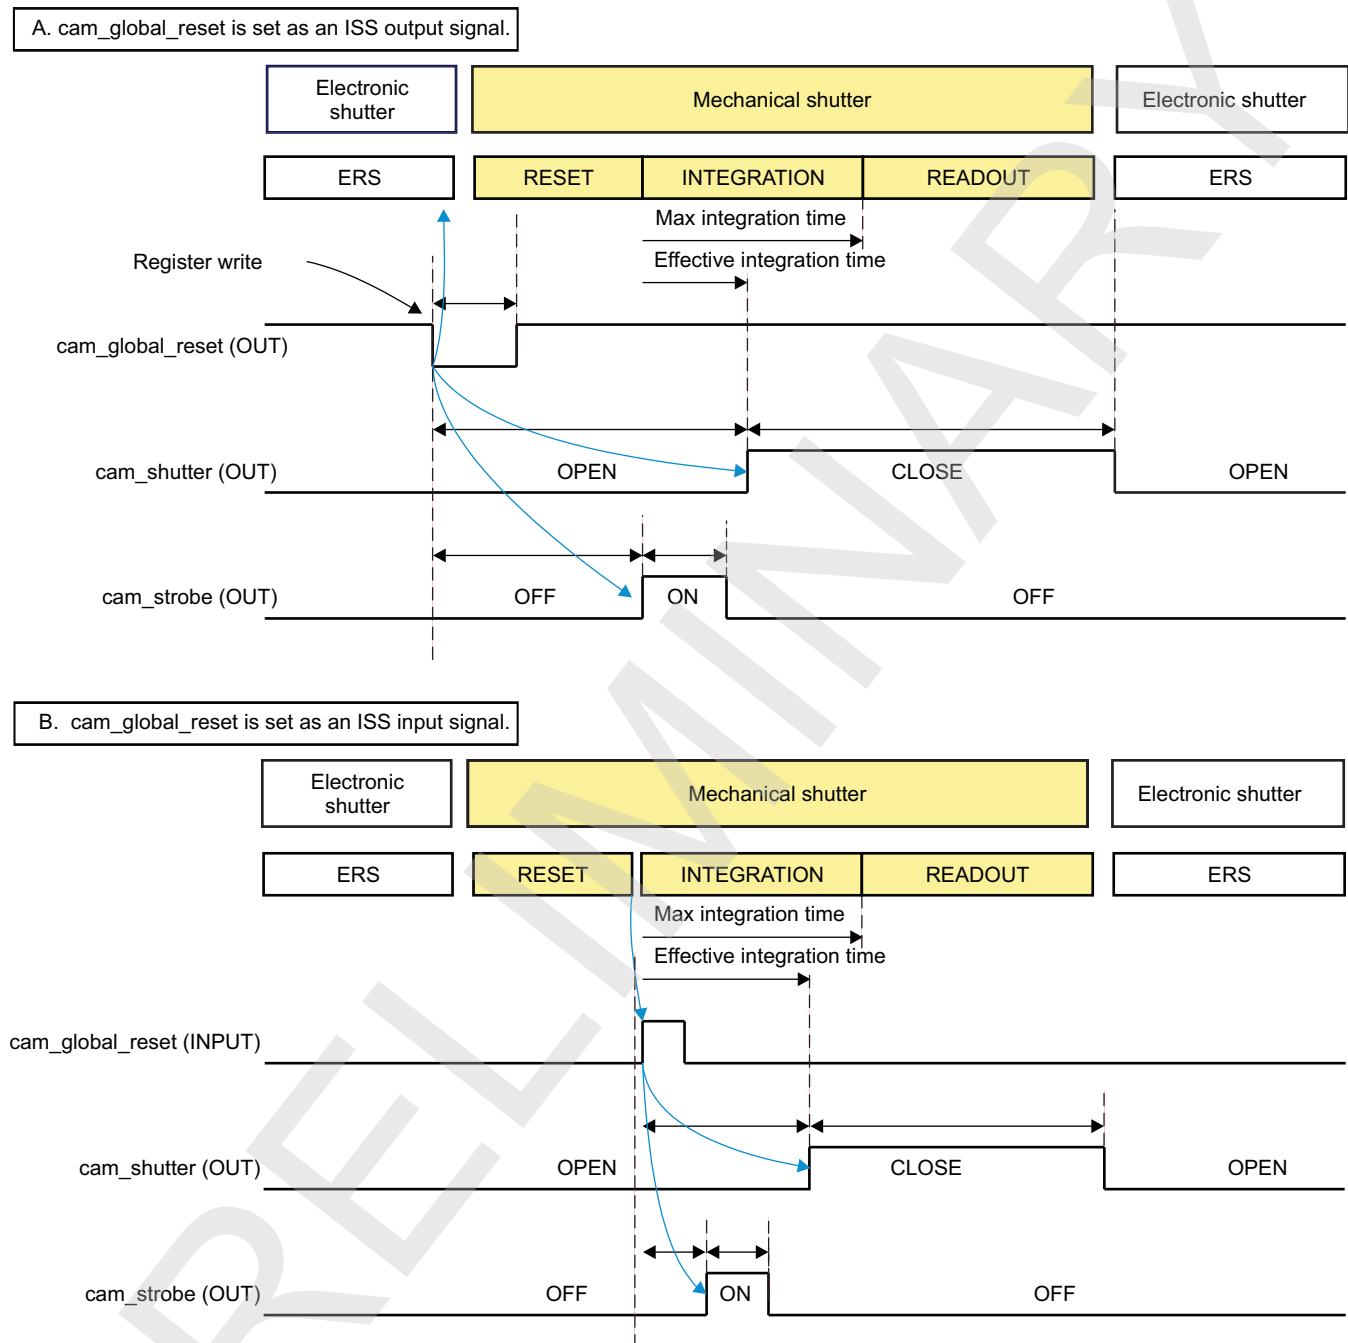 A. cam_global_reset is set as an ISS output signal.
Electronic
shutter
Mechanical shutter
Electronic shutter
ERS
RESET
INTEGRATION
READOUT
ERS
Max integration time
Effective integration time
Register write
cam_global_reset (OUT)
cam_shutter (OUT)
OPEN
CLOSE
OPEN
cam_strobe (OUT)
OFF
ON
OFF
B. cam_global_reset is set as an ISS input signal.
Electronic
shutter
Mechanical shutter
Electronic shutter
ERS
RESET
INTEGRATION
READOUT
ERS
Max integration time
Effective integration time
cam_global_reset (INPUT)
cam_shutter (OUT)
OPEN
CLOSE
OPEN
cam_strobe (OUT)
OFF
ON
OFF
RELIMINARY